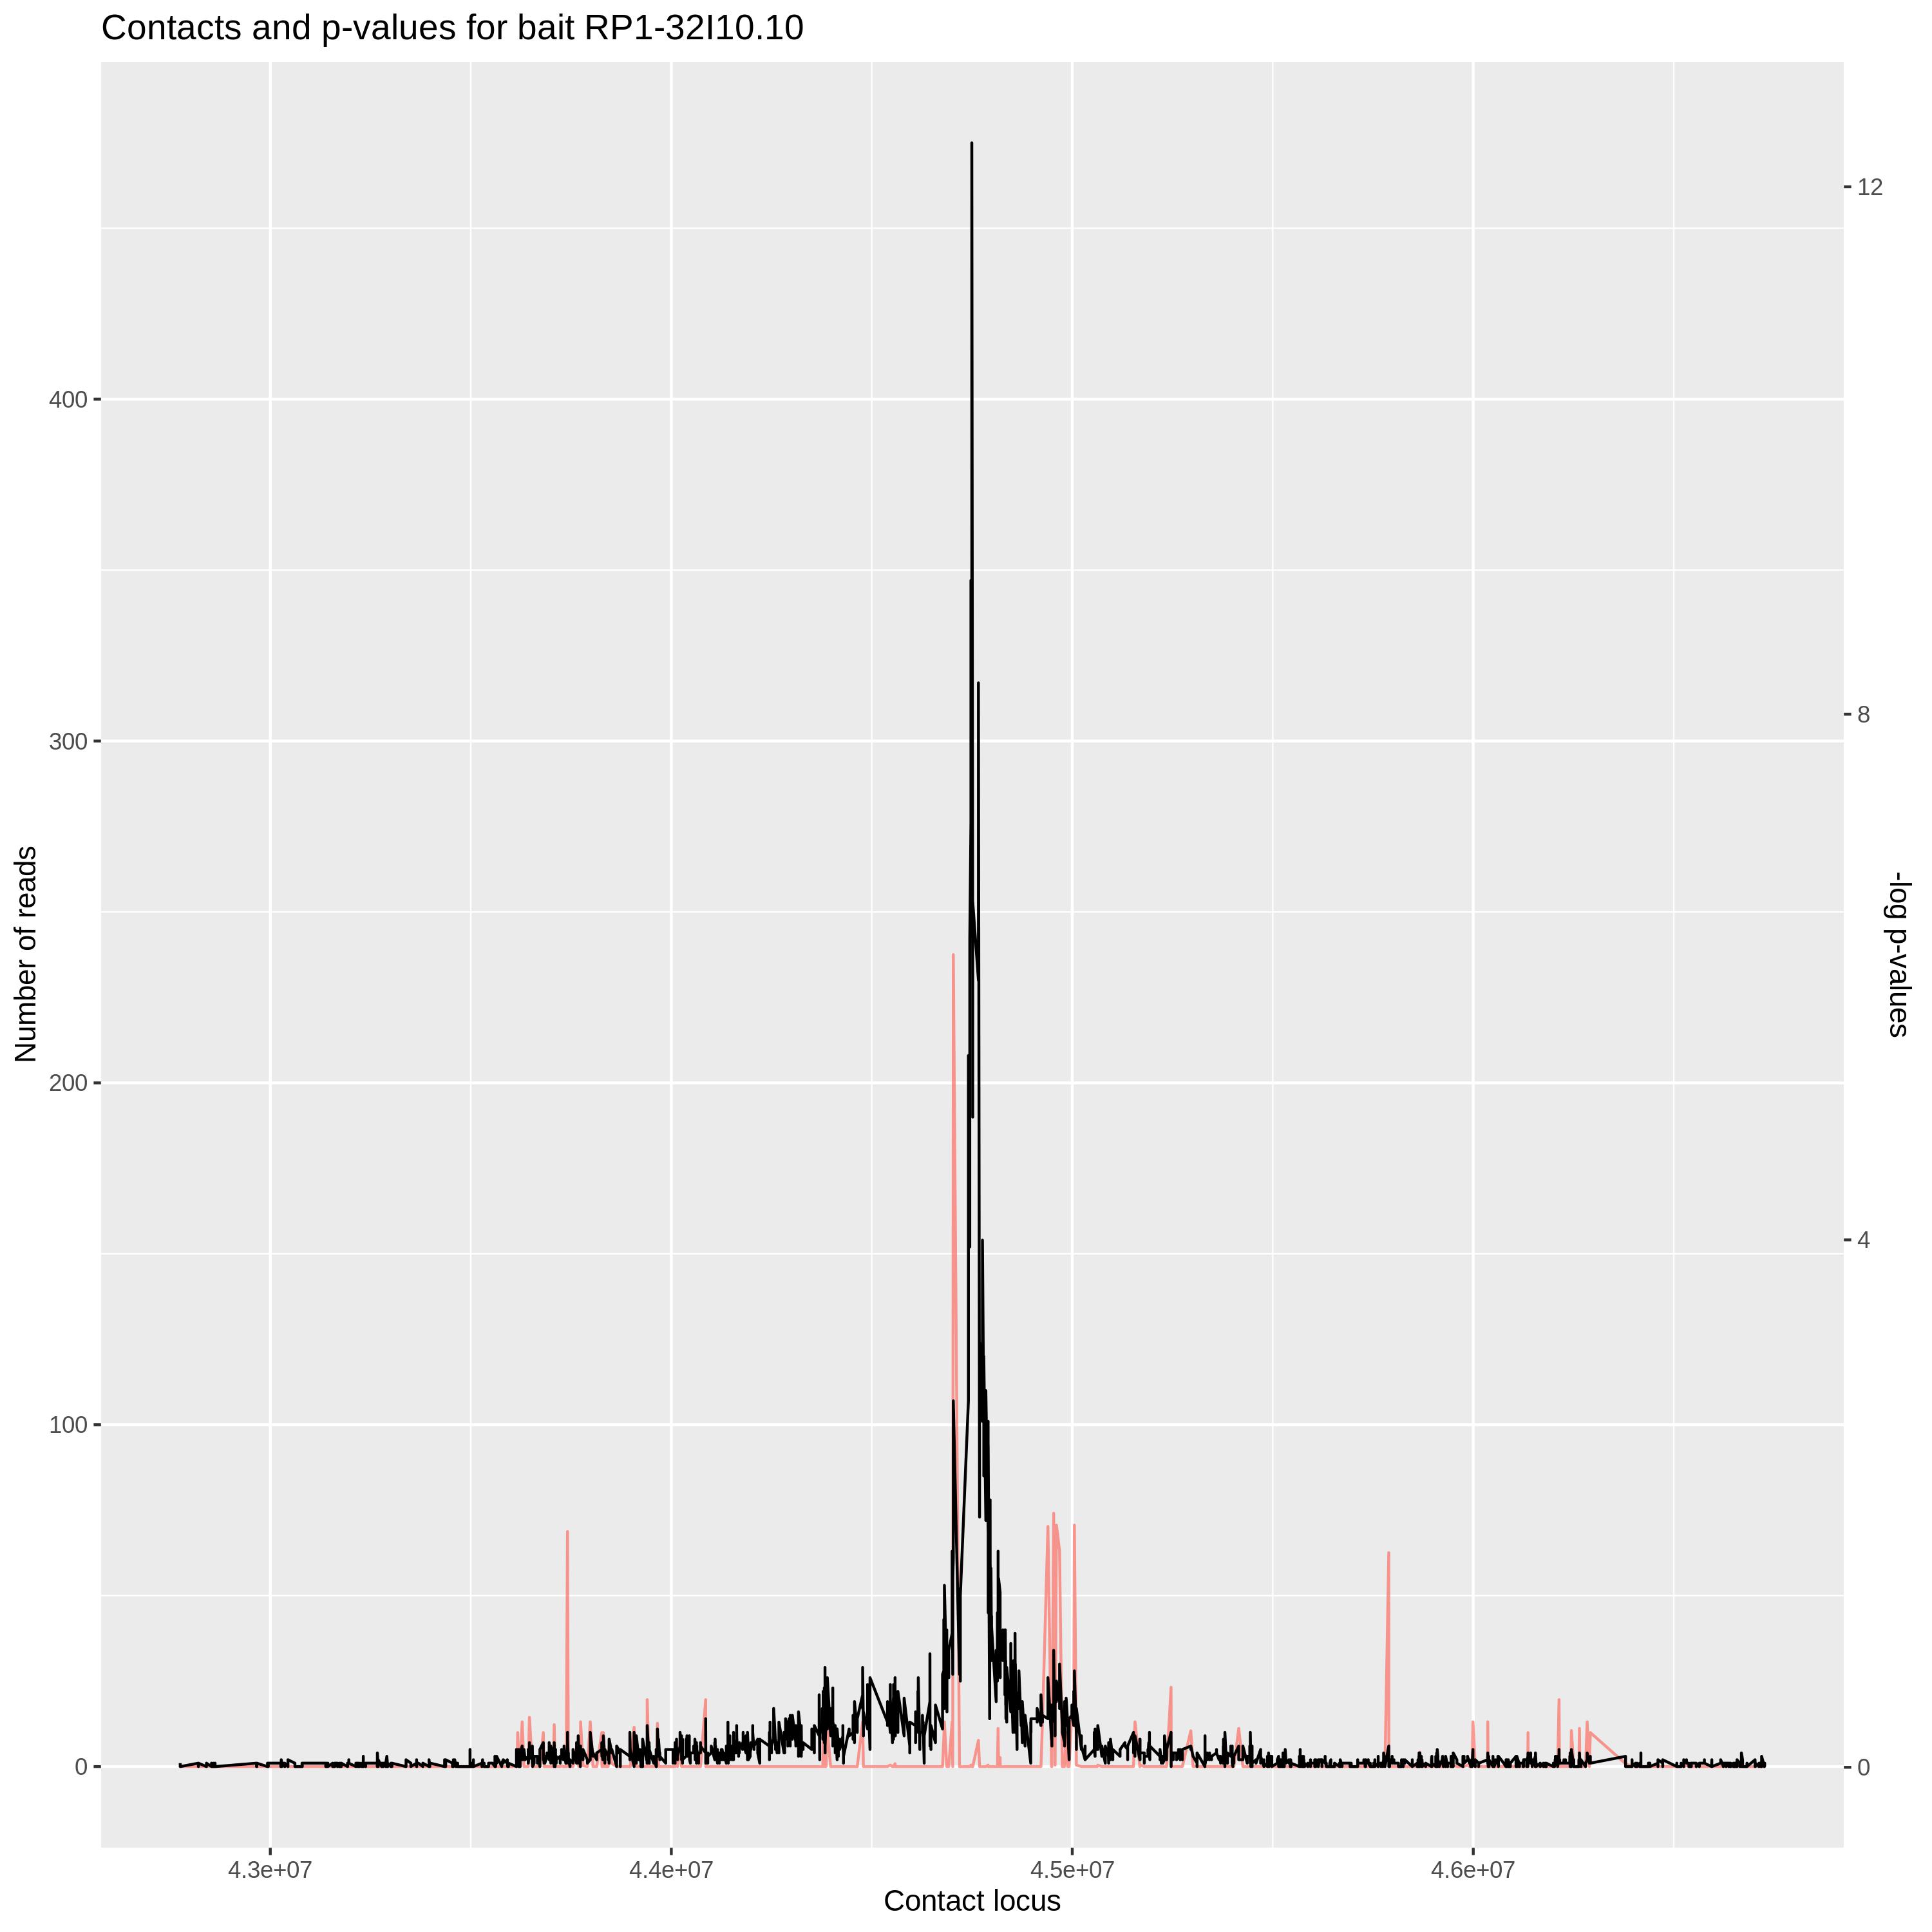 Contacts and p-values for bait RP1-32I10.10
12
400
300
8
Number of reads
-log p-values
200
4
100
0
0
4.3e+07
4.4e+07
4.5e+07
4.6e+07
Contact locus